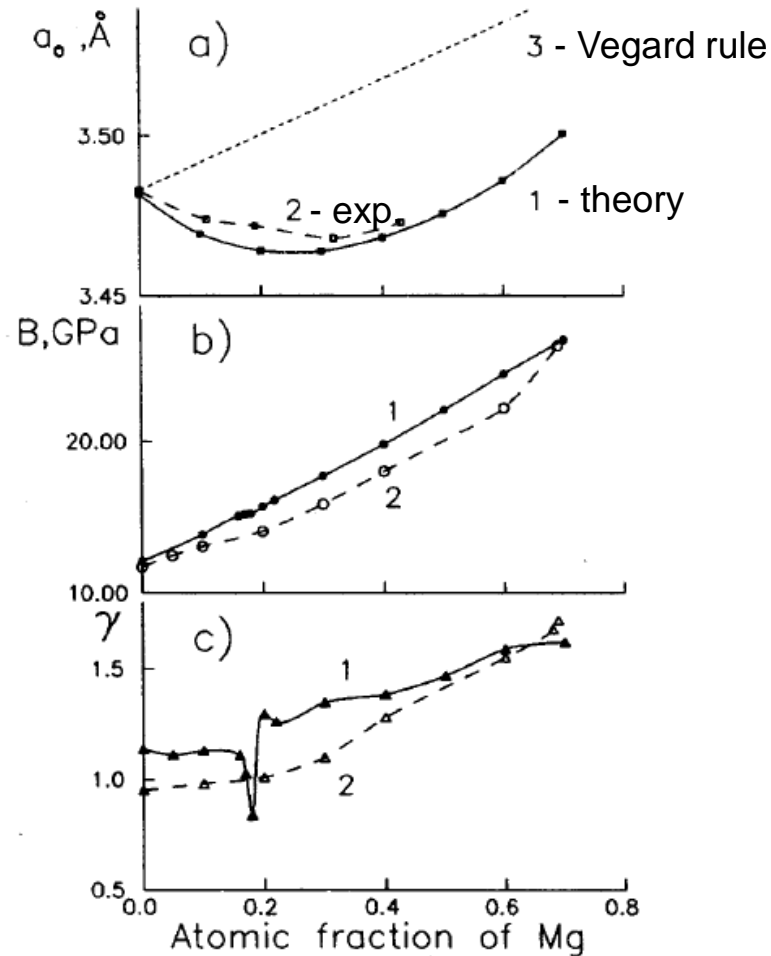 a₀ ,Å
a)
3 - Vegard rule
3.50
2 - exp.
1 - theory
3.45
B,GPa
b)
1
20.00
2
10.00
γ
c)
1
1.5
1.0
2
0.5
0.0 0.2 0.4 0.6 0.8
Atomic fraction of Mg